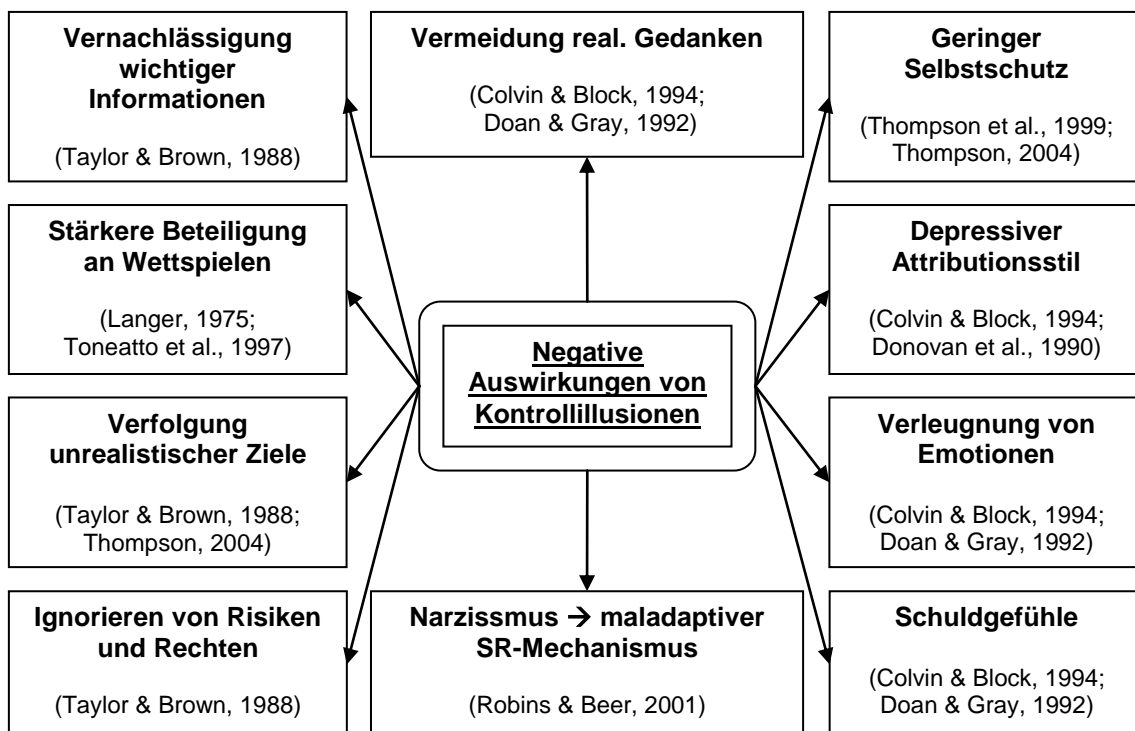 Vernachlässigung
wichtiger
Informationen
(Taylor & Brown, 1988)
Vermeidung real. Gedanken
(Colvin & Block, 1994;
Doan & Gray, 1992)
Geringer
Selbstschutz
(Thompson et al., 1999;
Thompson, 2004)
Stärkere Beteiligung
an Wettspielen
(Langer, 1975;
Toneatto et al., 1997)
Negative
Auswirkungen von
Kontrollillusionen
Depressiver
Attributionsstil
(Colvin & Block, 1994;
Donovan et al., 1990)
Verfolgung
unrealistischer Ziele
(Taylor & Brown, 1988;
Thompson, 2004)
Verleugnung von
Emotionen
(Colvin & Block, 1994;
Doan & Gray, 1992)
Ignorieren von Risiken
und Rechten
(Taylor & Brown, 1988)
Narzissmus → maladaptiver
SR-Mechanismus
(Robins & Beer, 2001)
Schuldgefühle
(Colvin & Block, 1994;
Doan & Gray, 1992)